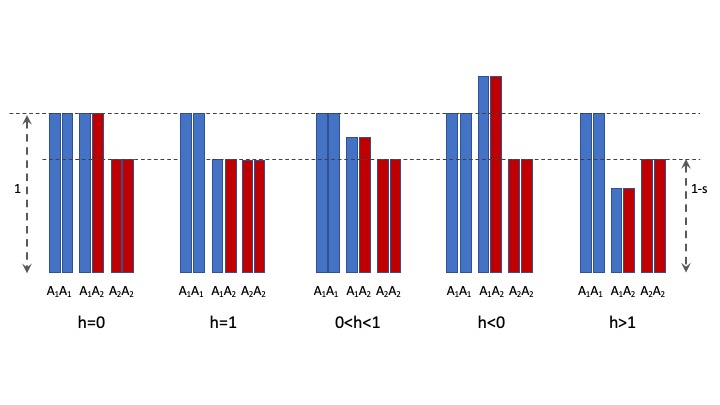 1
1-s
A₁A₁ A₁A₂ A₂A₂ A₁A₁ A₁A₂ A₂A₂ A₁A₁ A₁A₂ A₂A₂ A₁A₁ A₁A₂ A₂A₂ A₁A₁ A₁A₂ A₂A₂
h=0 h=1 0<h<1 h<0 h>1